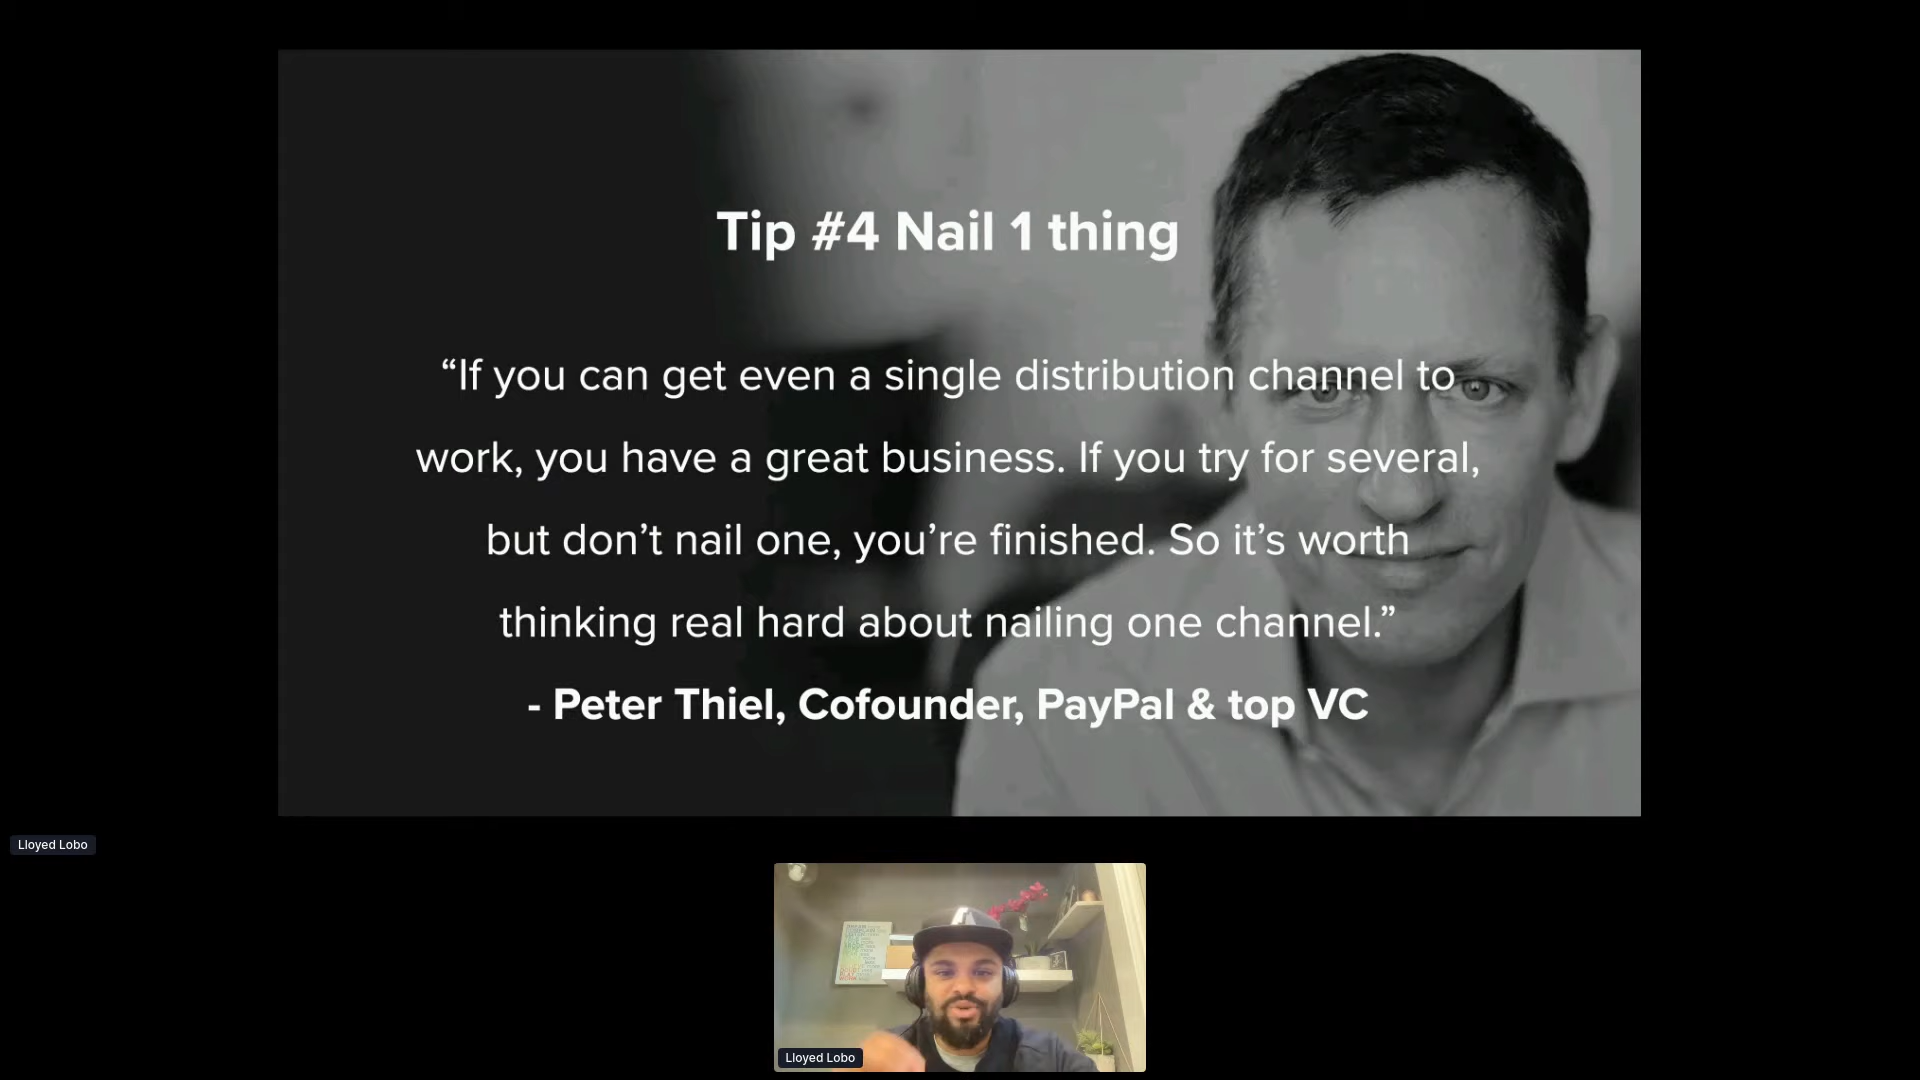 Tip #4 Nail 1 thing
“If you can get even a single distribution channel to
work, you have a great business. If you try for several,
but don’t nail one, you’re finished. So it’s worth
thinking real hard about nailing one channel.”
- Peter Thiel, Cofounder, PayPal & top VC
Lloyed Lobo
Lloyed Lobo